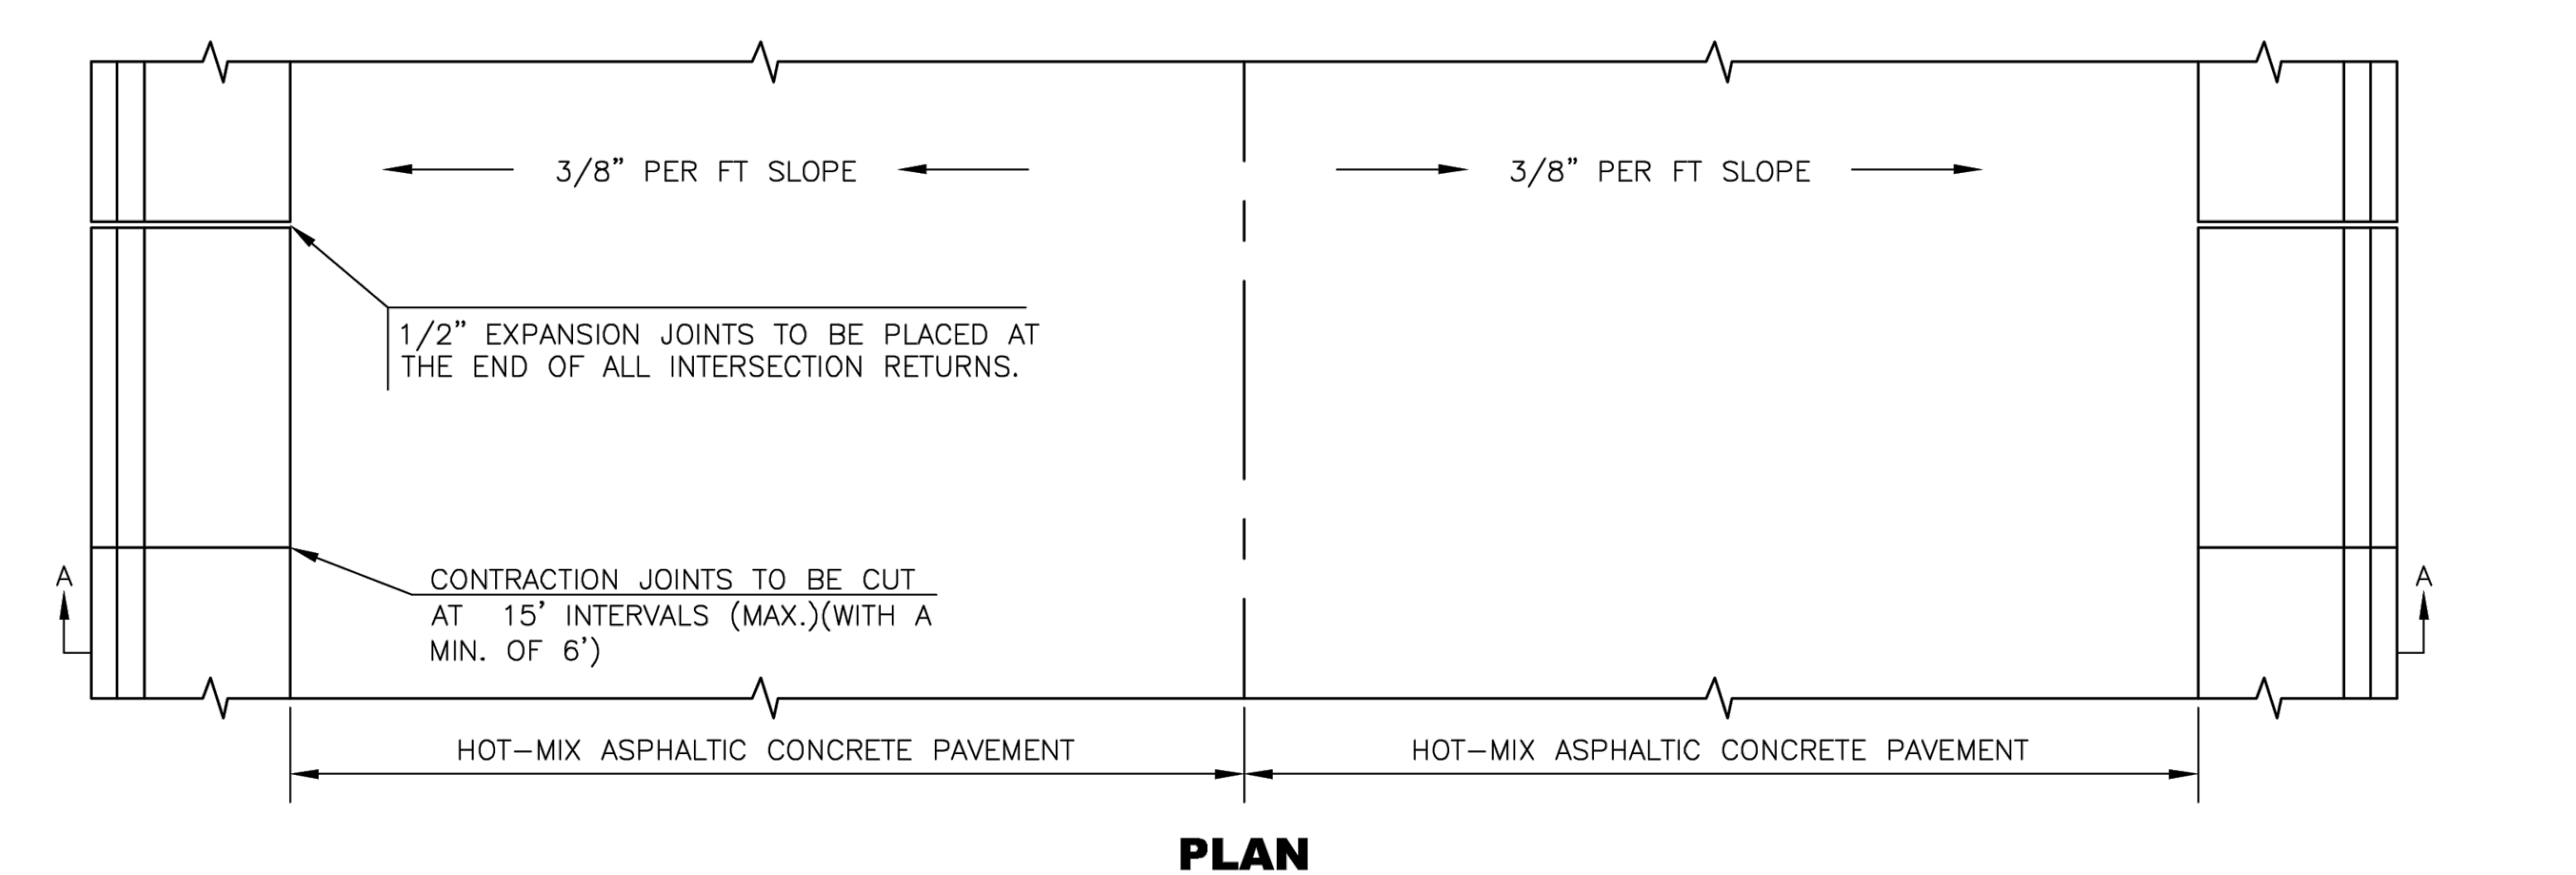 3/8” PER FT SLOPE
3/8” PER FT SLOPE
1/2” EXPANSION JOINTS TO BE PLACED AT
THE END OF ALL INTERSECTION RETURNS.
A
CONTRACTION JOINTS TO BE CUT
AT 15’ INTERVALS (MAX.)(WITH A
MIN. OF 6’)
A
HOT-MIX ASPHALTIC CONCRETE PAVEMENT
HOT-MIX ASPHALTIC CONCRETE PAVEMENT
PLAN